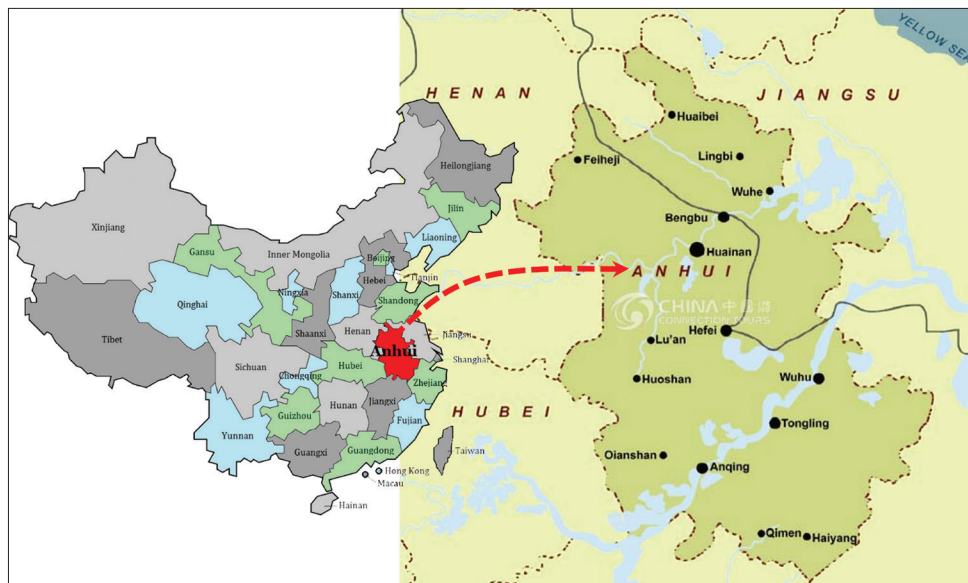 Heilongjiang
Jilin
Liaoning
Xinjiang
Inner Mongolia
Gansu
Beijing
Tianjin
Hebei
Shanxi
Ningxia
Qinghai
Shandong
Shaanxi
Henan
Jiangsu
Tibet
Anhui
Shanghai
Sichuan
Chongqing
Hubei
Zhejiang
Hunan
Jiangxi
Guizhou
Fujian
Yunnan
Guangxi
Guangdong
Taiwan
Hong Kong
Macau
Hainan
YELLOW SEA
HENAN
JIANGSU
Huaibei
Feiheji
Lingbi
Wuhe
Bengbu
Huainan
ANHUI
CHINA 中国游
CONNECTION TOURS
Hefei
Lu'an
Huoshan
Wuhu
HUBEI
Tongling
Oianshan
Anqing
Qimen
Haiyang